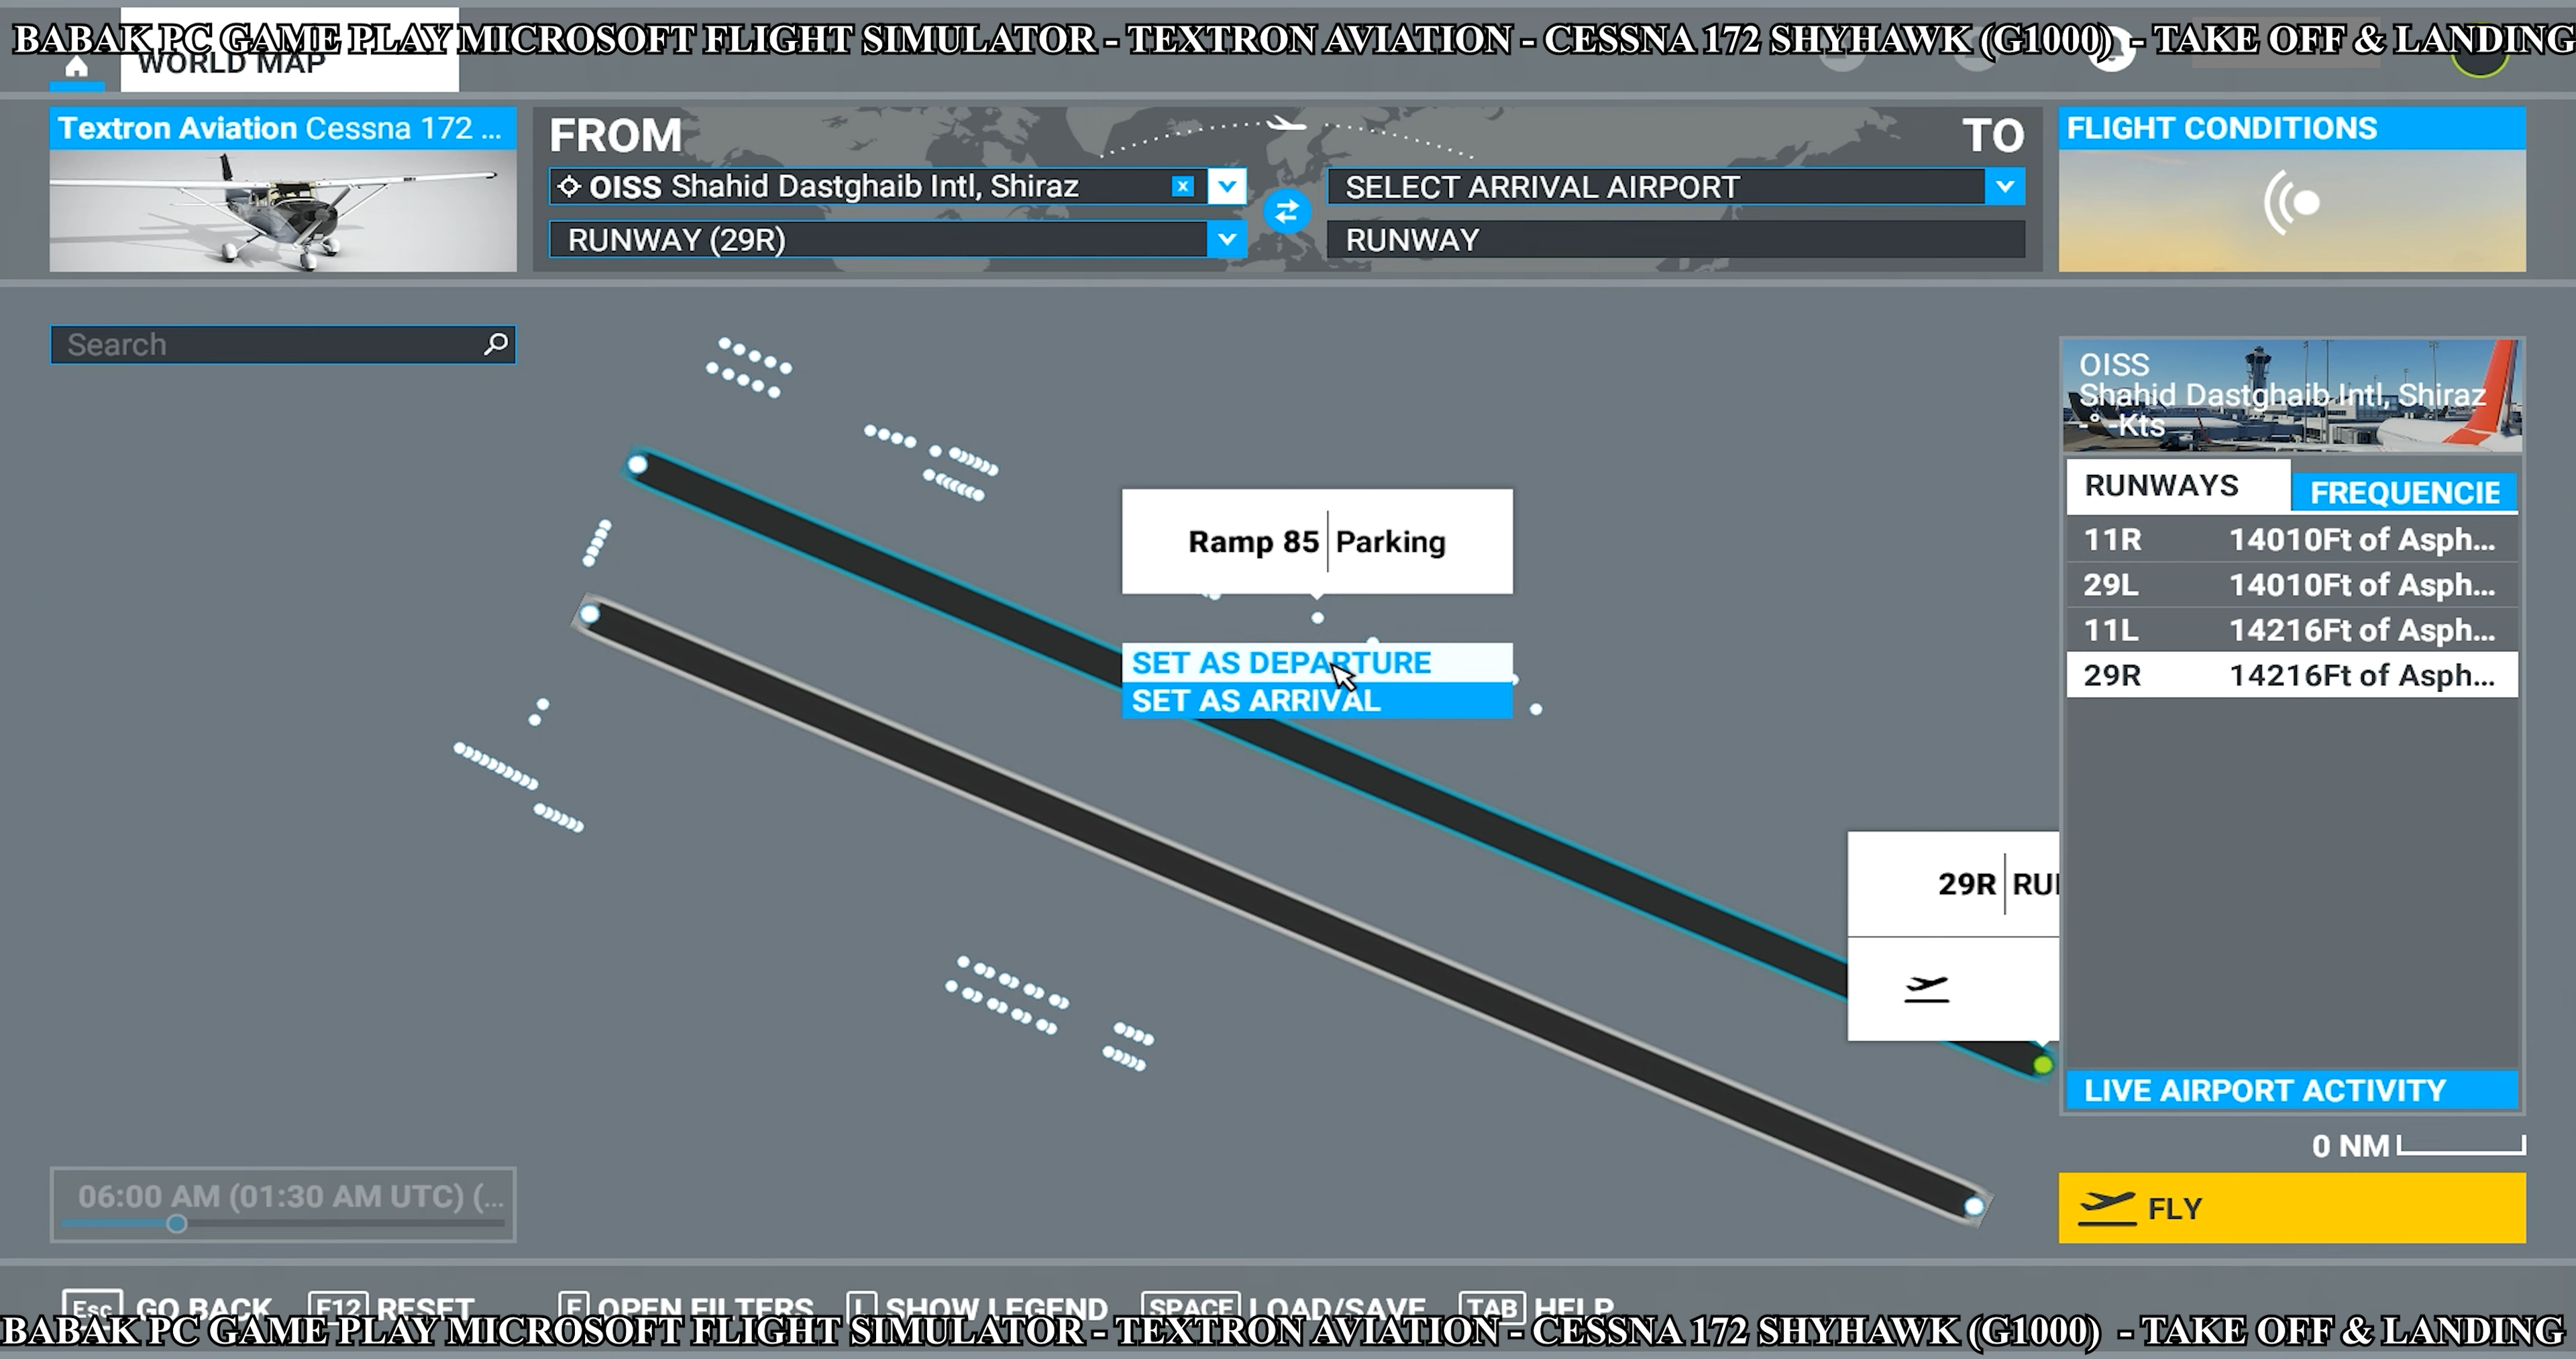 BABAK PC GAME PLAY MICROSOFT FLIGHT SIMULATOR - TEXTRON AVIATION - CESSNA 172 SHYHAWK (G1000) - TAKE OFF & LANDING
WORLD MAP
Textron Aviation Cessna 172 ...
FROM
TO
FLIGHT CONDITIONS
OISS Shahid Dastghaib Intl, Shiraz
x
SELECT ARRIVAL AIRPORT
RUNWAY (29R)
RUNWAY
Search
OISS
Shahid Dastghaib Intl, Shiraz
-° -Kts
RUNWAYS
FREQUENCIE
11R 14010Ft of Asph...
29L 14010Ft of Asph...
11L 14216Ft of Asph...
29R 14216Ft of Asph...
Ramp 85 Parking
SET AS DEPARTURE
SET AS ARRIVAL
29R RU
LIVE AIRPORT ACTIVITY
0 NM
06:00 AM (01:30 AM UTC) (...
FLY
Esc GO BACK F12 RESET F OPEN FILTERS L SHOW LEGEND SPACE LOAD/SAVE TAB HELP
BABAK PC GAME PLAY MICROSOFT FLIGHT SIMULATOR - TEXTRON AVIATION - CESSNA 172 SHYHAWK (G1000) - TAKE OFF & LANDING